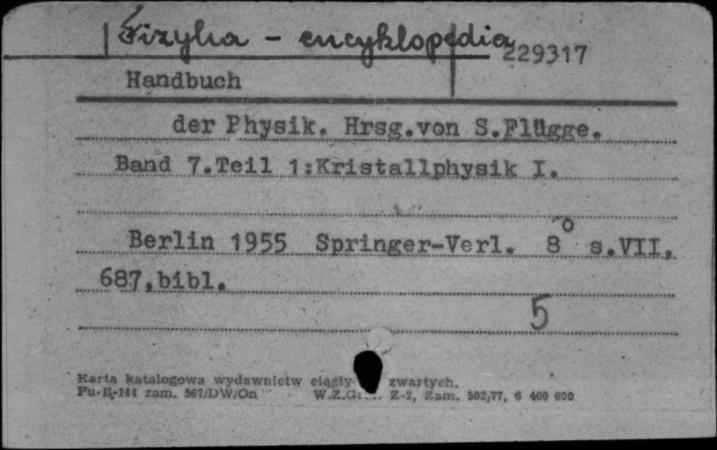 Fizyka - encyklopedia
229317
Handbuch
der Physik. Hrsg.von S.Flügge.
Band 7.Teil 1:Kristallphysik I.
Berlin 1955 Springer-Verl. 8° s.VII,
687,bibl.
5
Karta katalogowa wydawnictw zwartych.
Pu-B-144 zam. 567/DW/On Z-2, Zam. 502,77, 6 400 000